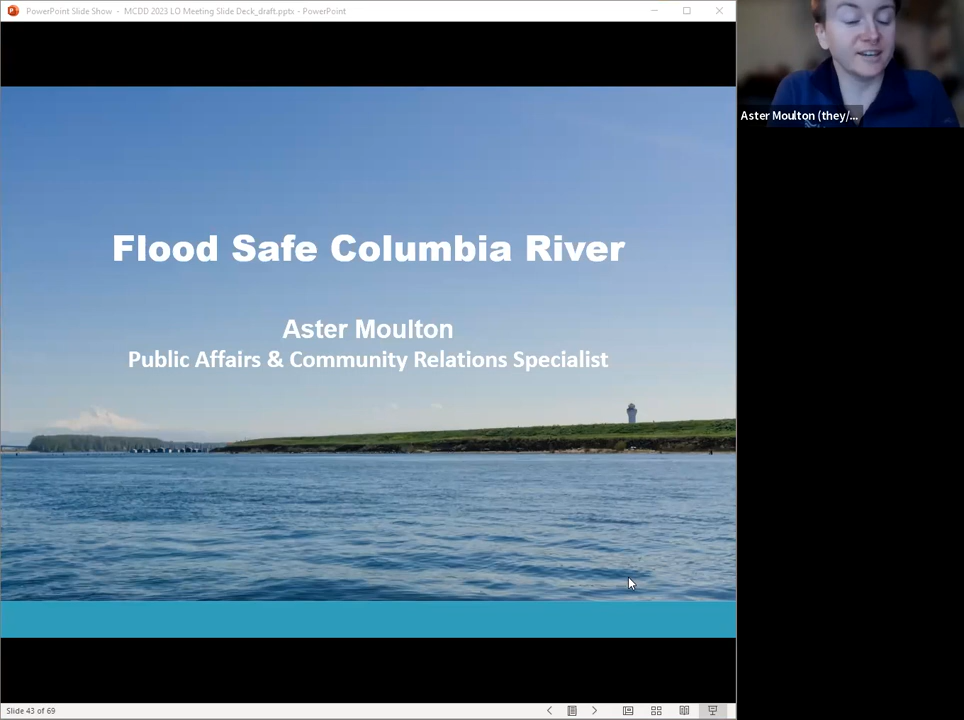 PowerPoint Slide Show - MCDD 2023 LO Meeting Slide Deck_draft.pptx - PowerPoint
Aster Moulton (they/...
Flood Safe Columbia River
Aster Moulton
Public Affairs & Community Relations Specialist
Slide 43 of 69